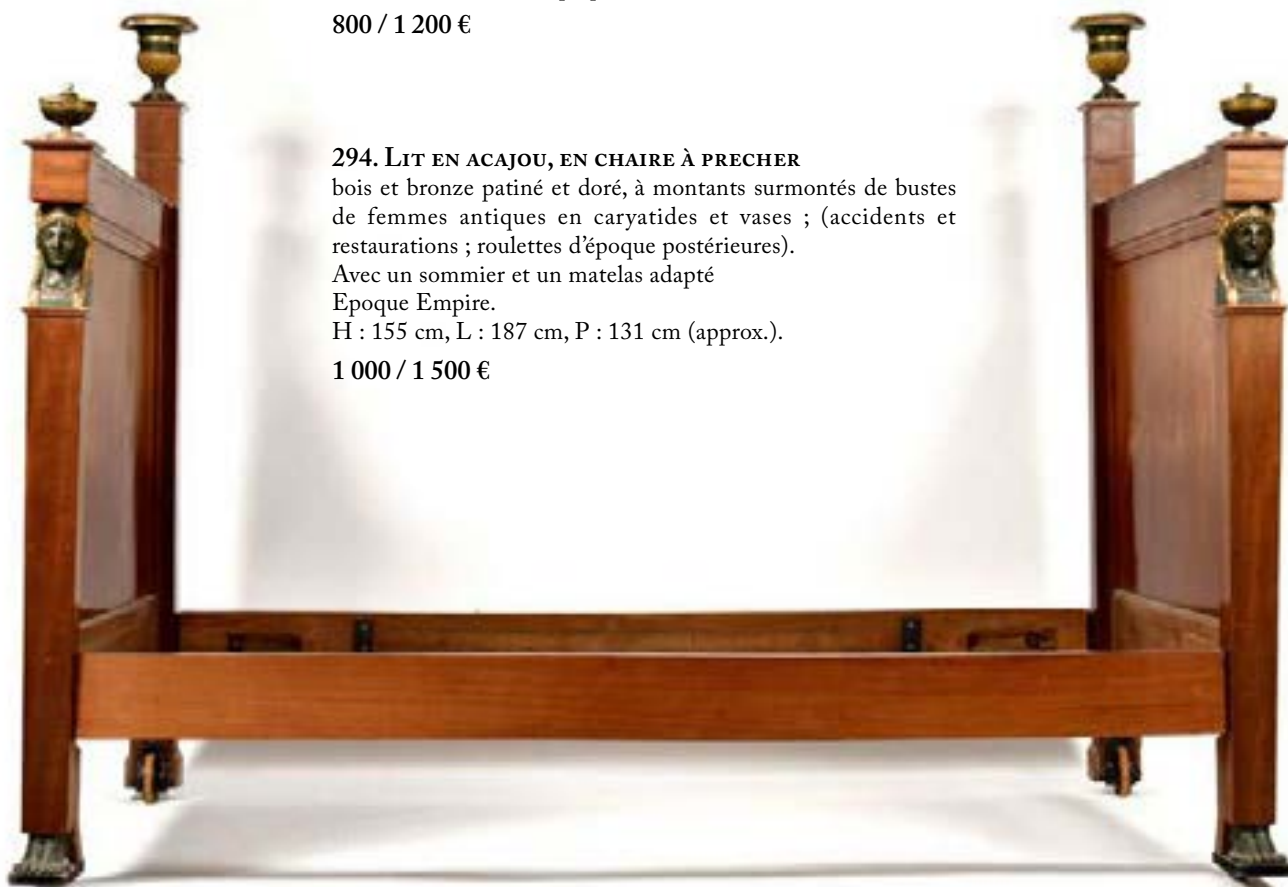 800 / 1 200 €
294. LIT EN ACAJOU, EN CHAIRE À PRECHER
bois et bronze patiné et doré, à montants surmontés de bustes
de femmes antiques en caryatides et vases ; (accidents et
restaurations ; roulettes d'époque postérieures).
Avec un sommier et un matelas adapté
Epoque Empire.
H : 155 cm, L : 187 cm, P : 131 cm (approx.).
1 000 / 1 500 €